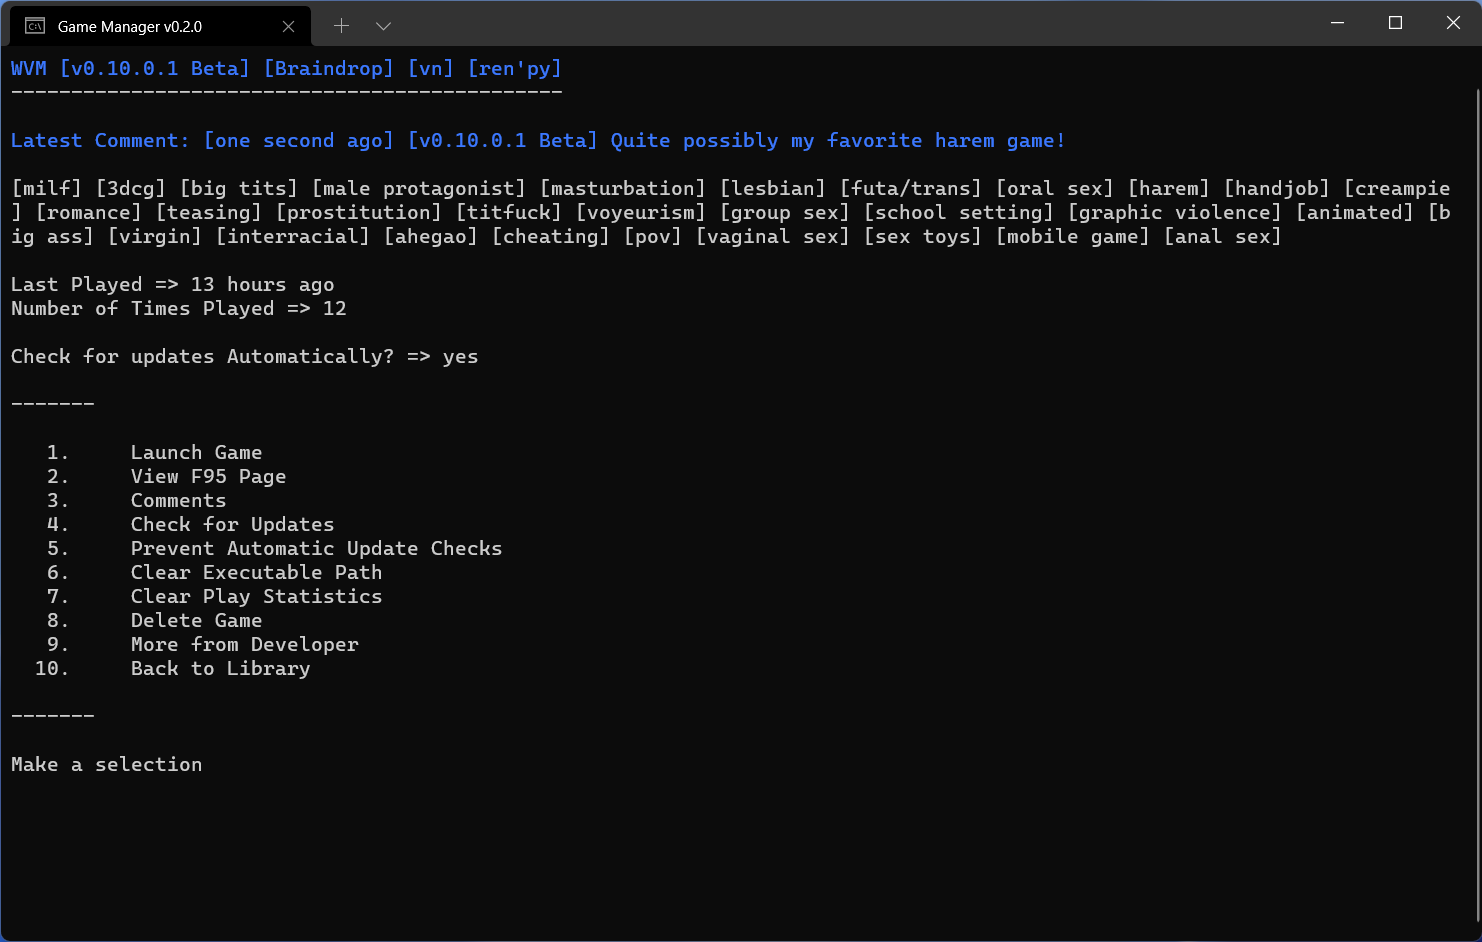 Game Manager v0.2.0
WVM [v0.10.0.1 Beta] [Braindrop] [vn] [ren'py]
----------------------------------------------
Latest Comment: [one second ago] [v0.10.0.1 Beta] Quite possibly my favorite harem game!
[milf] [3dcg] [big tits] [male protagonist] [masturbation] [lesbian] [futa/trans] [oral sex] [harem] [handjob] [creampie
] [romance] [teasing] [prostitution] [titfuck] [voyeurism] [group sex] [school setting] [graphic violence] [animated] [b
ig ass] [virgin] [interracial] [ahegao] [cheating] [pov] [vaginal sex] [sex toys] [mobile game] [anal sex]
Last Played => 13 hours ago
Number of Times Played => 12
Check for updates Automatically? => yes
-------
1. Launch Game
2. View F95 Page
3. Comments
4. Check for Updates
5. Prevent Automatic Update Checks
6. Clear Executable Path
7. Clear Play Statistics
8. Delete Game
9. More from Developer
10. Back to Library
-------
Make a selection